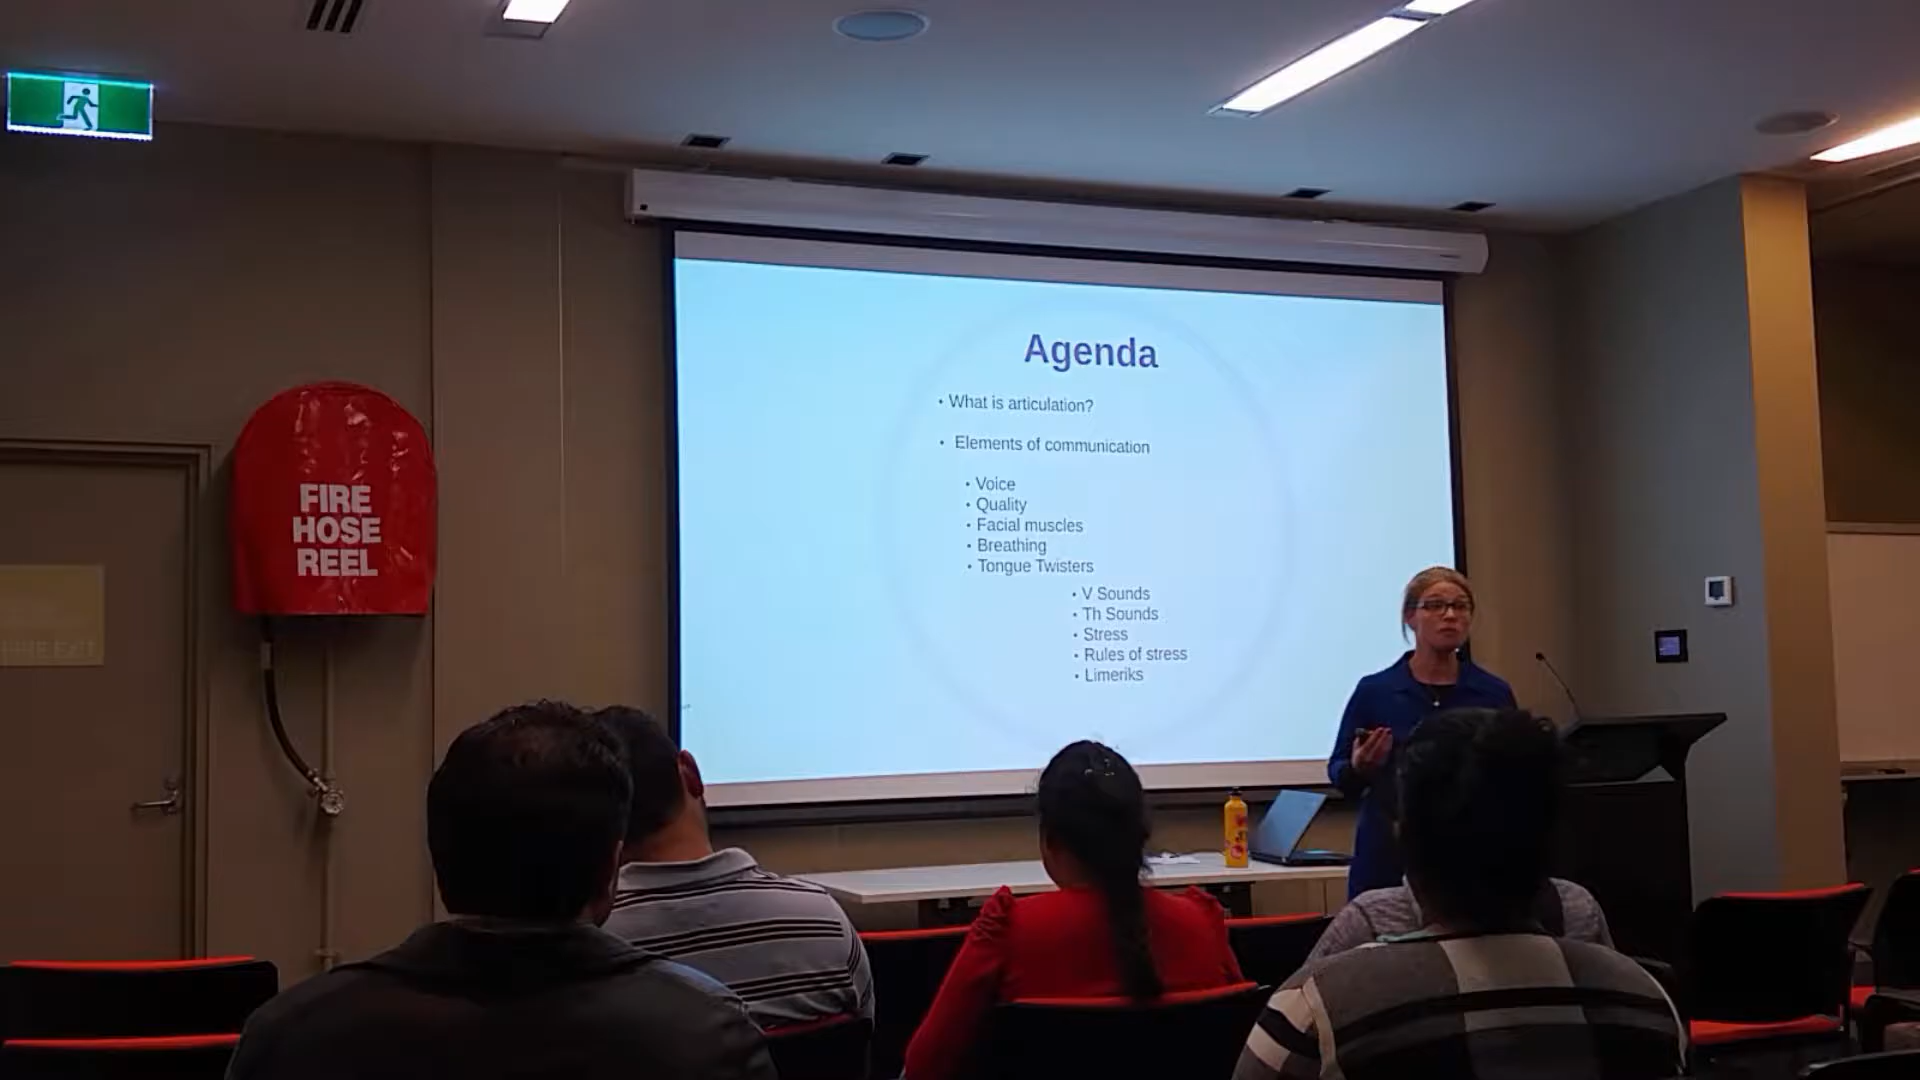 Agenda
• What is articulation?
• Elements of communication
• Voice
• Quality
• Facial muscles
• Breathing
• Tongue Twisters
• V Sounds
• Th Sounds
• Stress
• Rules of stress
• Limeriks
FIRE
HOSE
REEL